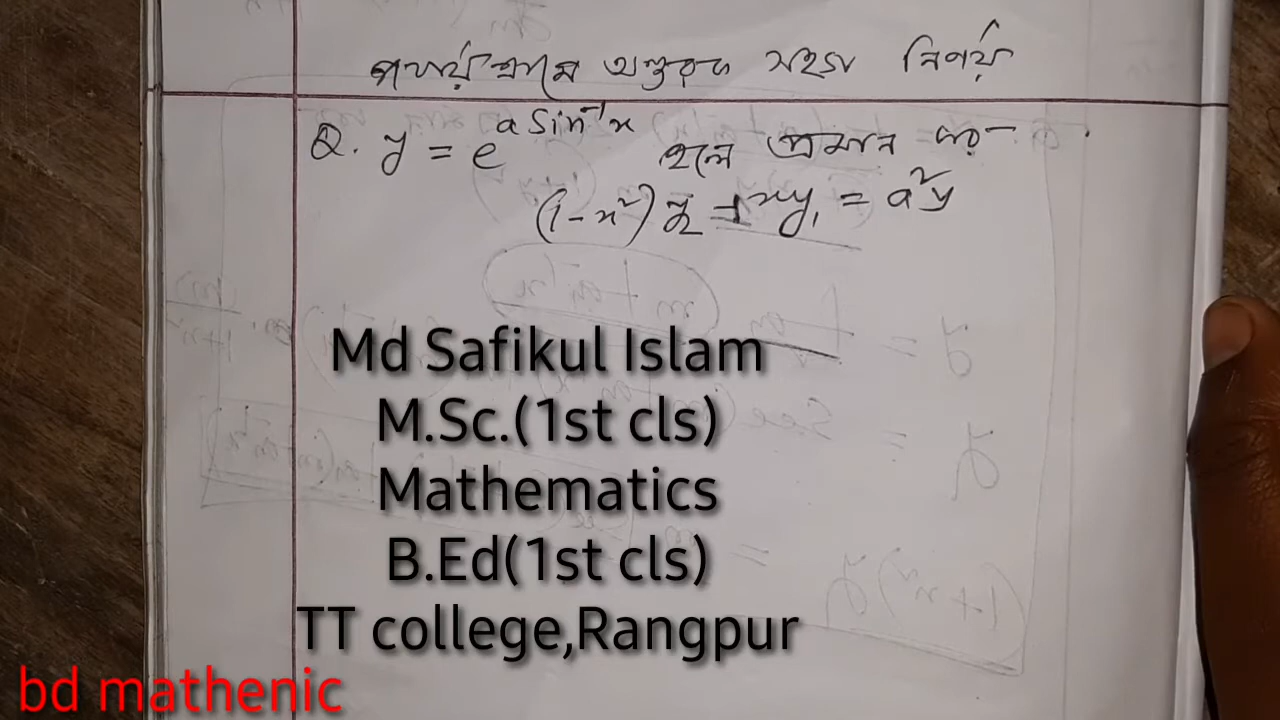 পর্যায়ক্রমে অন্তরজ সহগ নির্ণয়
Q. y = e^{a Sin⁻¹x} হলে প্রমান কর-
(1-x²) y₂ + xy₁ = a²y
Md Safikul Islam
M.Sc.(1st cls)
Mathematics
B.Ed(1st cls)
TT college,Rangpur
bd mathenic